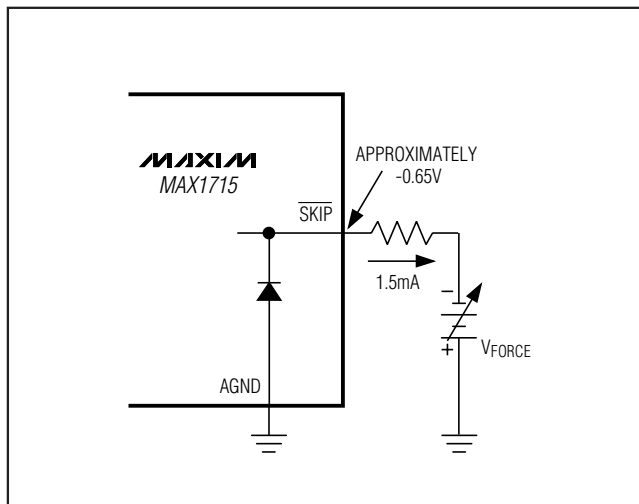 MAXIM
MAX1715
APPROXIMATELY
-0.65V
SKIP
1.5mA
-
+
VFORCE
AGND